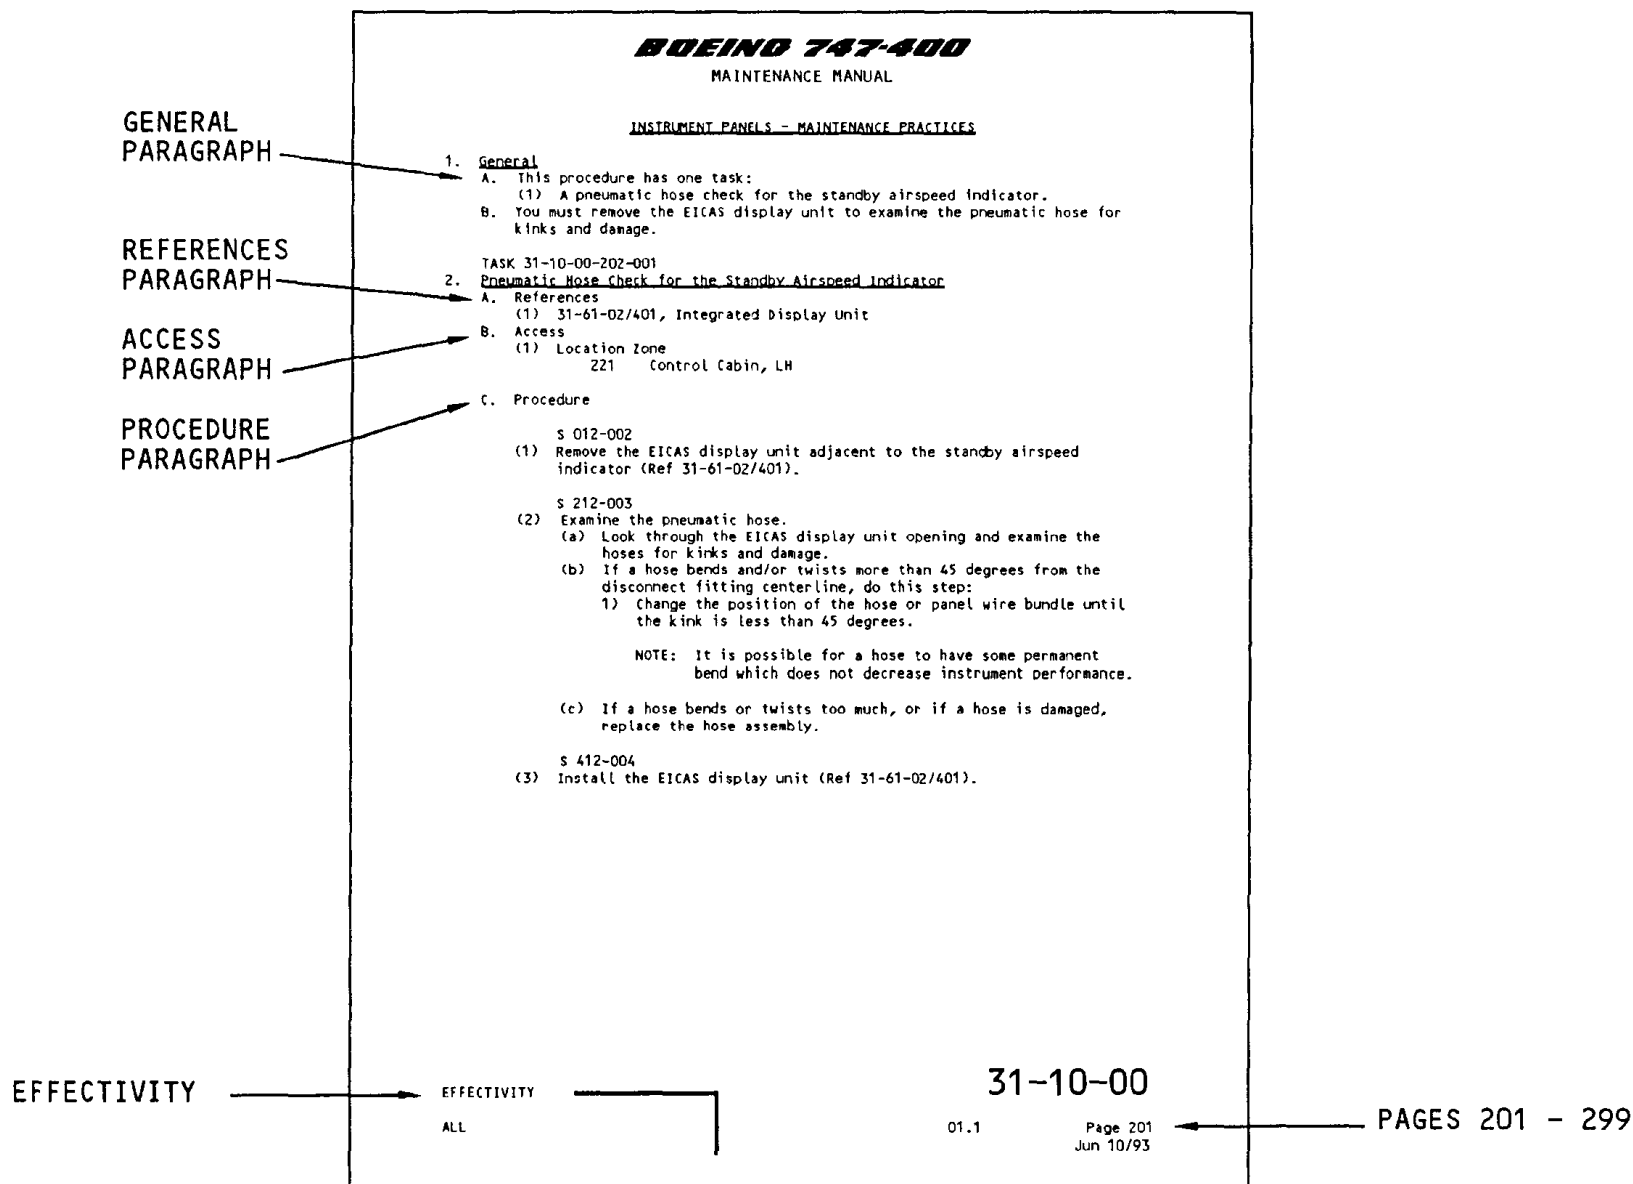 BOEING 747-400
MAINTENANCE MANUAL
INSTRUMENT PANELS - MAINTENANCE PRACTICES
GENERAL
PARAGRAPH
1. General
A. This procedure has one task:
(1) A pneumatic hose check for the standby airspeed indicator.
B. You must remove the EICAS display unit to examine the pneumatic hose for
kinks and damage.
REFERENCES
PARAGRAPH
TASK 31-10-00-202-001
2. Pneumatic Hose Check for the Standby Airspeed Indicator
A. References
(1) 31-61-02/401, Integrated Display Unit
ACCESS
PARAGRAPH
B. Access
(1) Location Zone
221 Control Cabin, LH
PROCEDURE
PARAGRAPH
C. Procedure
S 012-002
(1) Remove the EICAS display unit adjacent to the standby airspeed
indicator (Ref 31-61-02/401).
S 212-003
(2) Examine the pneumatic hose.
(a) Look through the EICAS display unit opening and examine the
hoses for kinks and damage.
(b) If a hose bends and/or twists more than 45 degrees from the
disconnect fitting centerline, do this step:
1) Change the position of the hose or panel wire bundle until
the kink is less than 45 degrees.
NOTE: It is possible for a hose to have some permanent
bend which does not decrease instrument performance.
(c) If a hose bends or twists too much, or if a hose is damaged,
replace the hose assembly.
S 412-004
(3) Install the EICAS display unit (Ref 31-61-02/401).
EFFECTIVITY
EFFECTIVITY
ALL
31-10-00
01.1 Page 201
Jun 10/93
PAGES 201 - 299